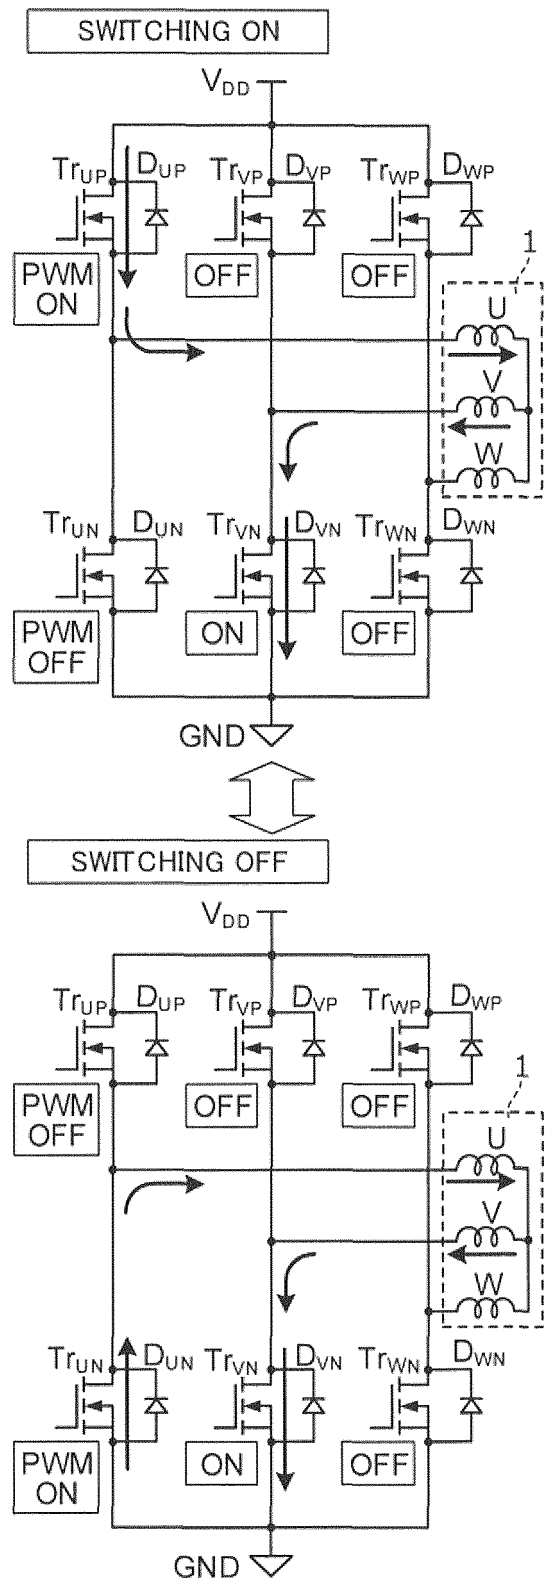 SWITCHING ON
VDD
TrUP DUP TrVP DVP TrWP DWP
PWM ON OFF OFF
1
U
V
W
TrUN DUN TrVN DVN TrWN DWN
PWM OFF ON OFF
GND
SWITCHING OFF
VDD
TrUP DUP TrVP DVP TrWP DWP
PWM OFF OFF OFF
1
U
V
W
TrUN DUN TrVN DVN TrWN DWN
PWM ON ON OFF
GND